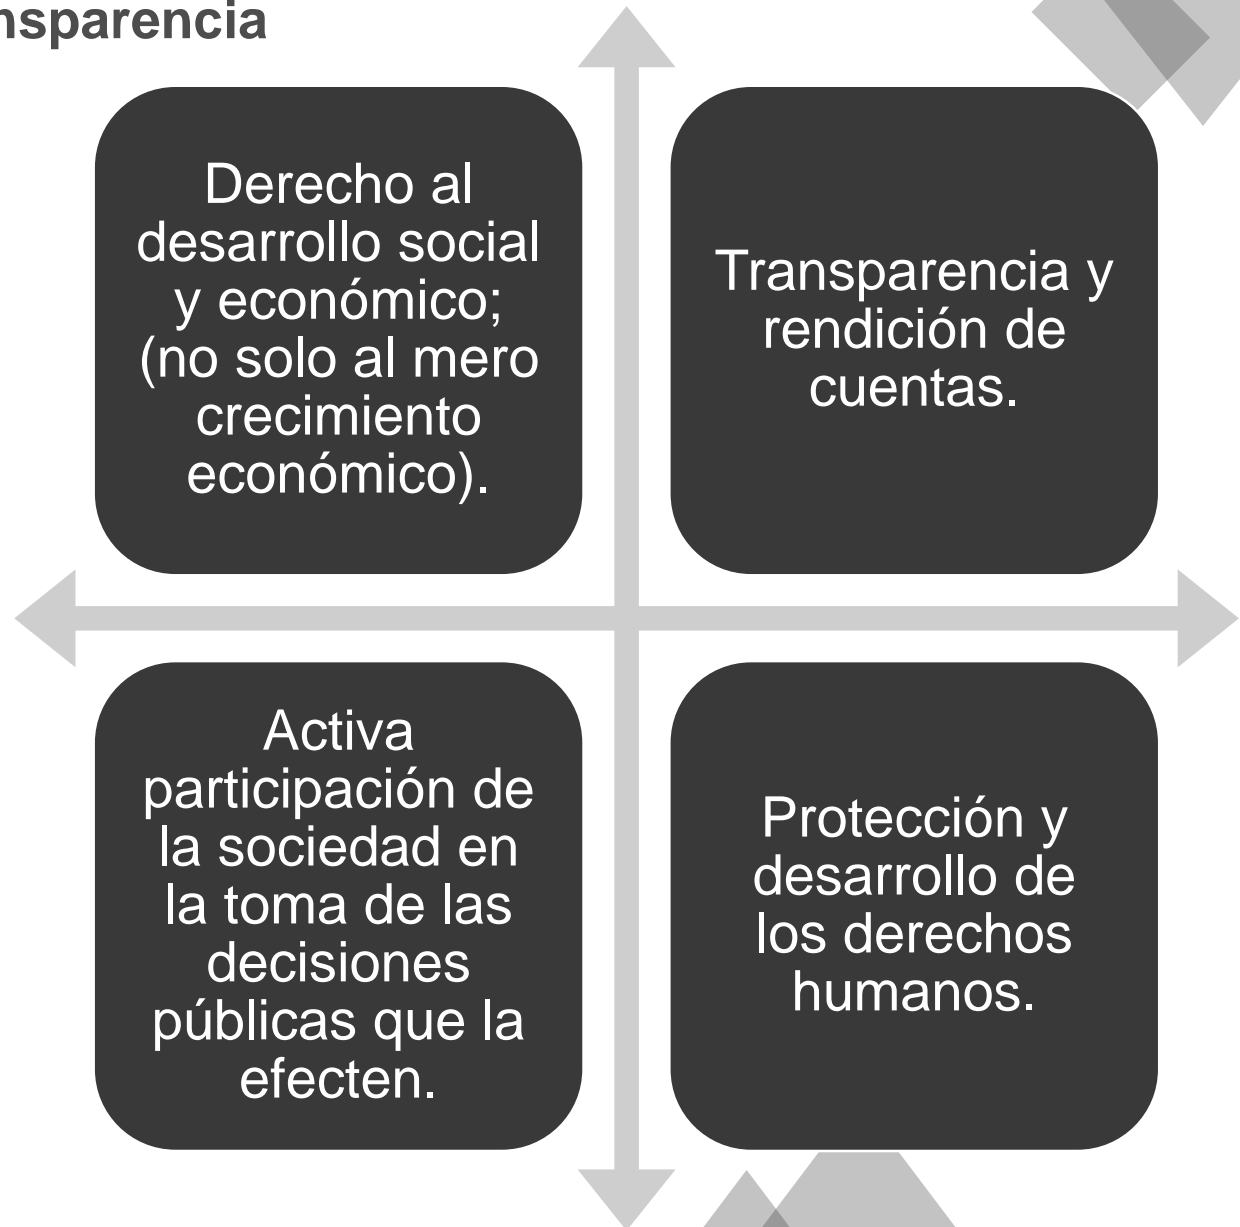 nsparencia
Derecho al
desarrollo social
y económico;
(no solo al mero
crecimiento
económico).
Transparencia y
rendición de
cuentas.
Activa
participación de
la sociedad en
la toma de las
decisiones
públicas que la
efecten.
Protección y
desarrollo de
los derechos
humanos.